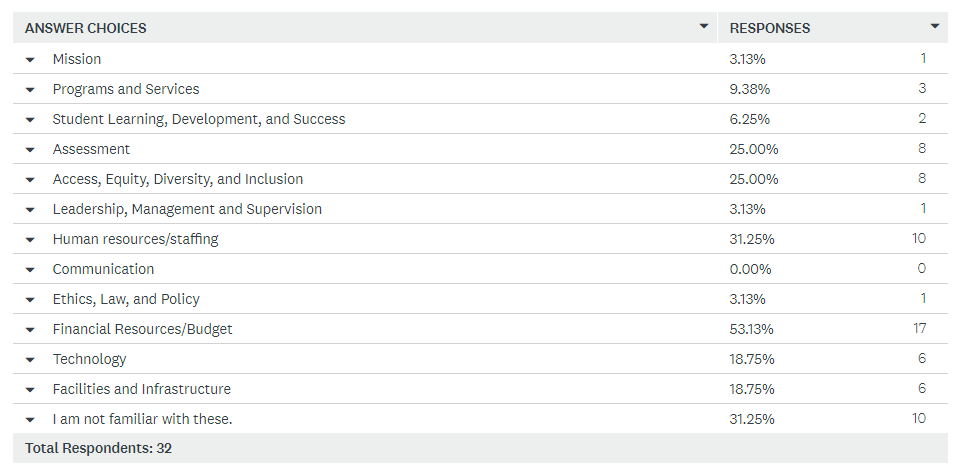 ANSWER CHOICES RESPONSES
Mission 3.13% 1
Programs and Services 9.38% 3
Student Learning, Development, and Success 6.25% 2
Assessment 25.00% 8
Access, Equity, Diversity, and Inclusion 25.00% 8
Leadership, Management and Supervision 3.13% 1
Human resources/staffing 31.25% 10
Communication 0.00% 0
Ethics, Law, and Policy 3.13% 1
Financial Resources/Budget 53.13% 17
Technology 18.75% 6
Facilities and Infrastructure 18.75% 6
I am not familiar with these. 31.25% 10
Total Respondents: 32